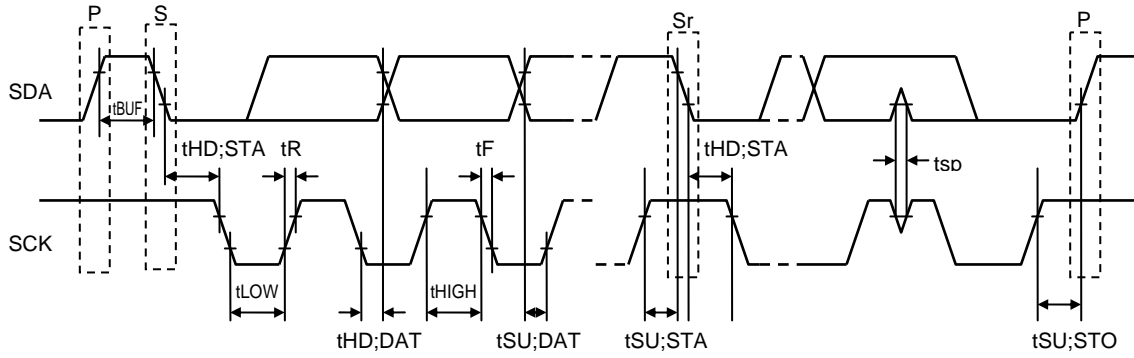 P S Sr P
SDA
tBUF
tHD;STA tR tF tHD;STA tsp
SCK
tLOW tHIGH
tHD;DAT tSU;DAT tSU;STA tSU;STO